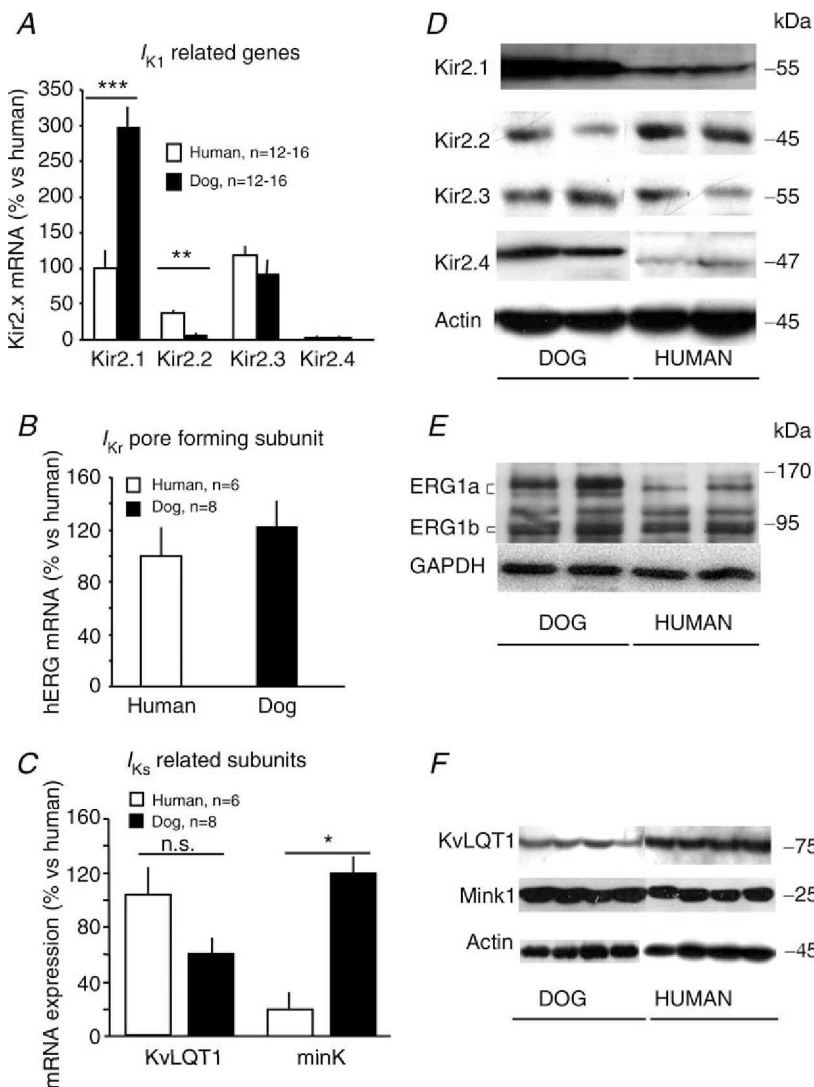 A
I K1 related genes
Kir2.x mRNA (% vs human)
350
300
250
200
150
100
50
0
***
**
Human, n=12-16
Dog, n=12-16
Kir2.1 Kir2.2 Kir2.3 Kir2.4
B
I Kr pore forming subunit
hERG mRNA (% vs human)
160
120
80
40
0
Human, n=6
Dog, n=8
Human Dog
C
I Ks related subunits
mRNA expression (% vs human)
160
120
80
40
0
Human, n=6
Dog, n=8
n.s.
*
KvLQT1 minK
D
kDa
Kir2.1 –55
Kir2.2 –45
Kir2.3 –55
Kir2.4 –47
Actin –45
DOG HUMAN
E
kDa
–170
ERG1a
ERG1b –95
GAPDH
DOG HUMAN
F
KvLQT1 –75
Mink1 –25
Actin –45
DOG HUMAN